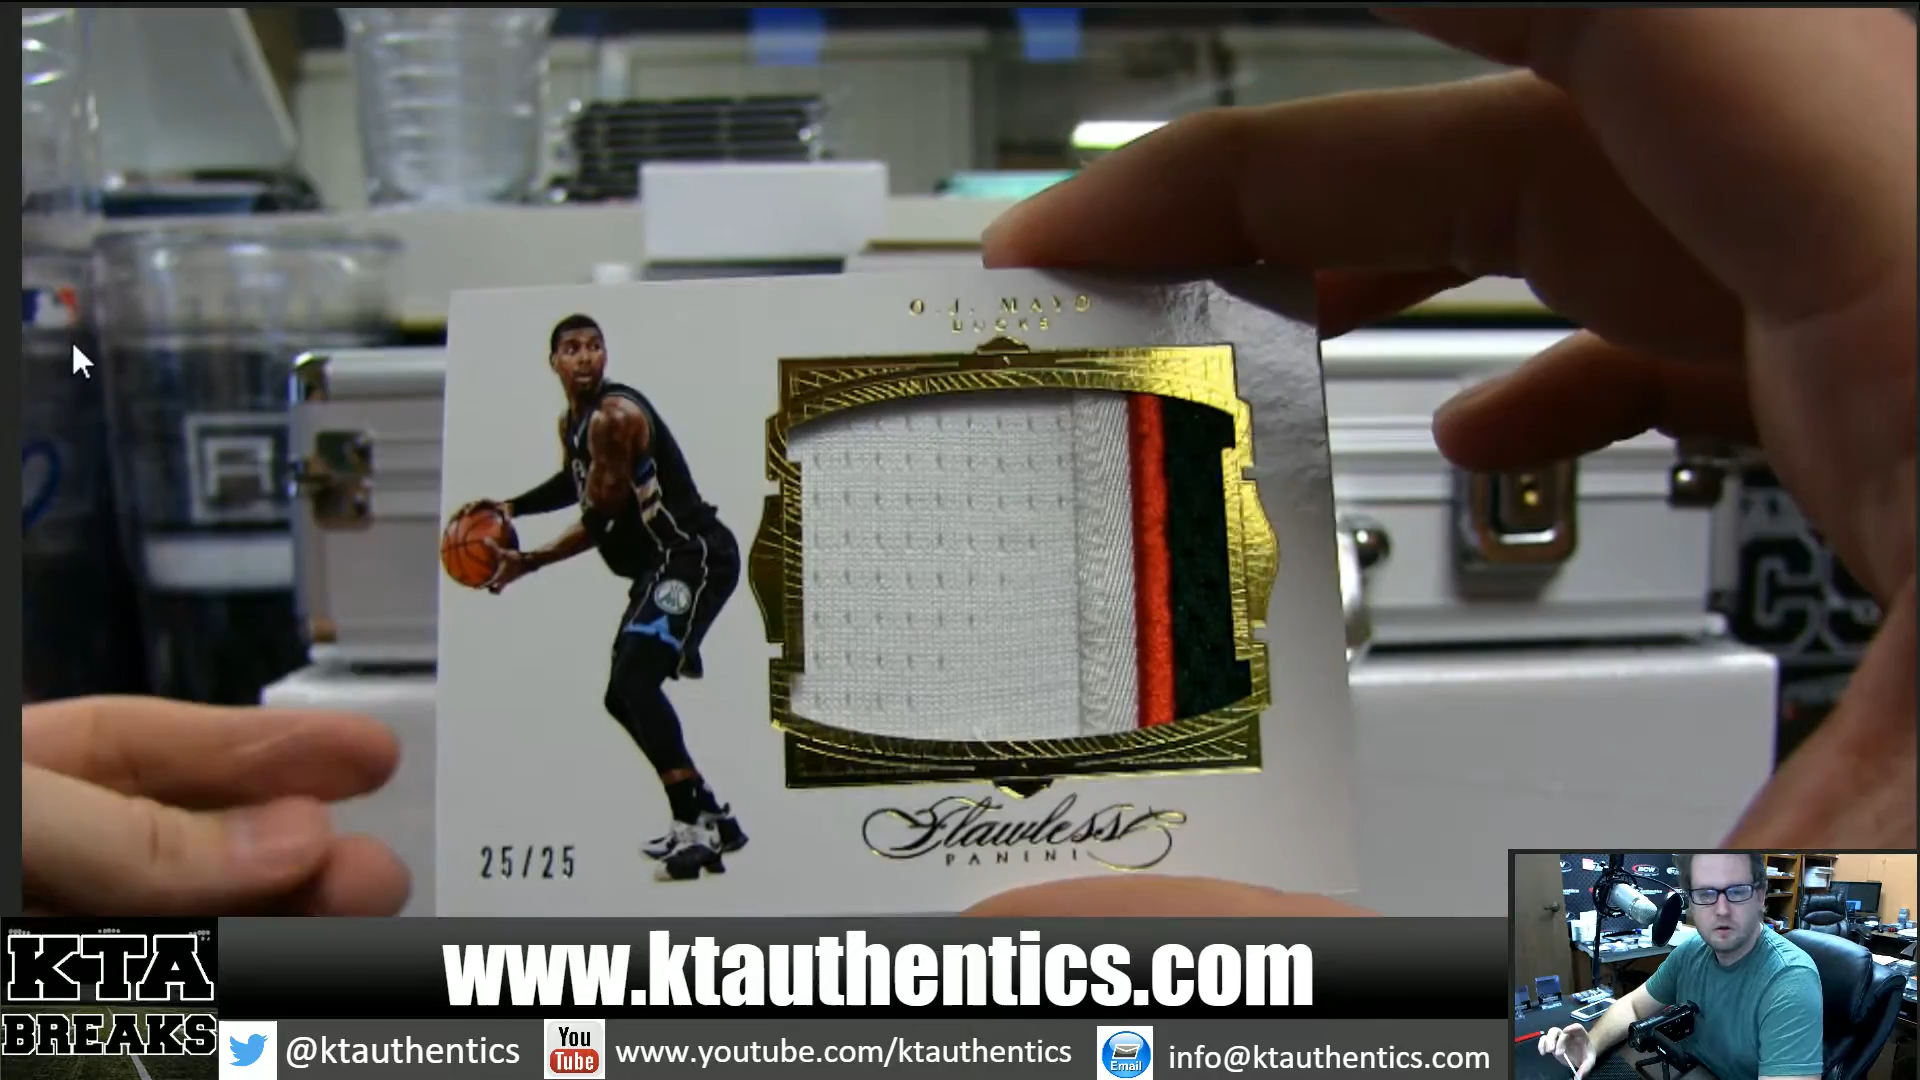 O.J. MAYO
BUCKS
25/25
Flawless
PANINI
www.ktauthentics.com
KTA
BREAKS
@ktauthentics
You
Tube
www.youtube.com/ktauthentics
Email
info@ktauthentics.com